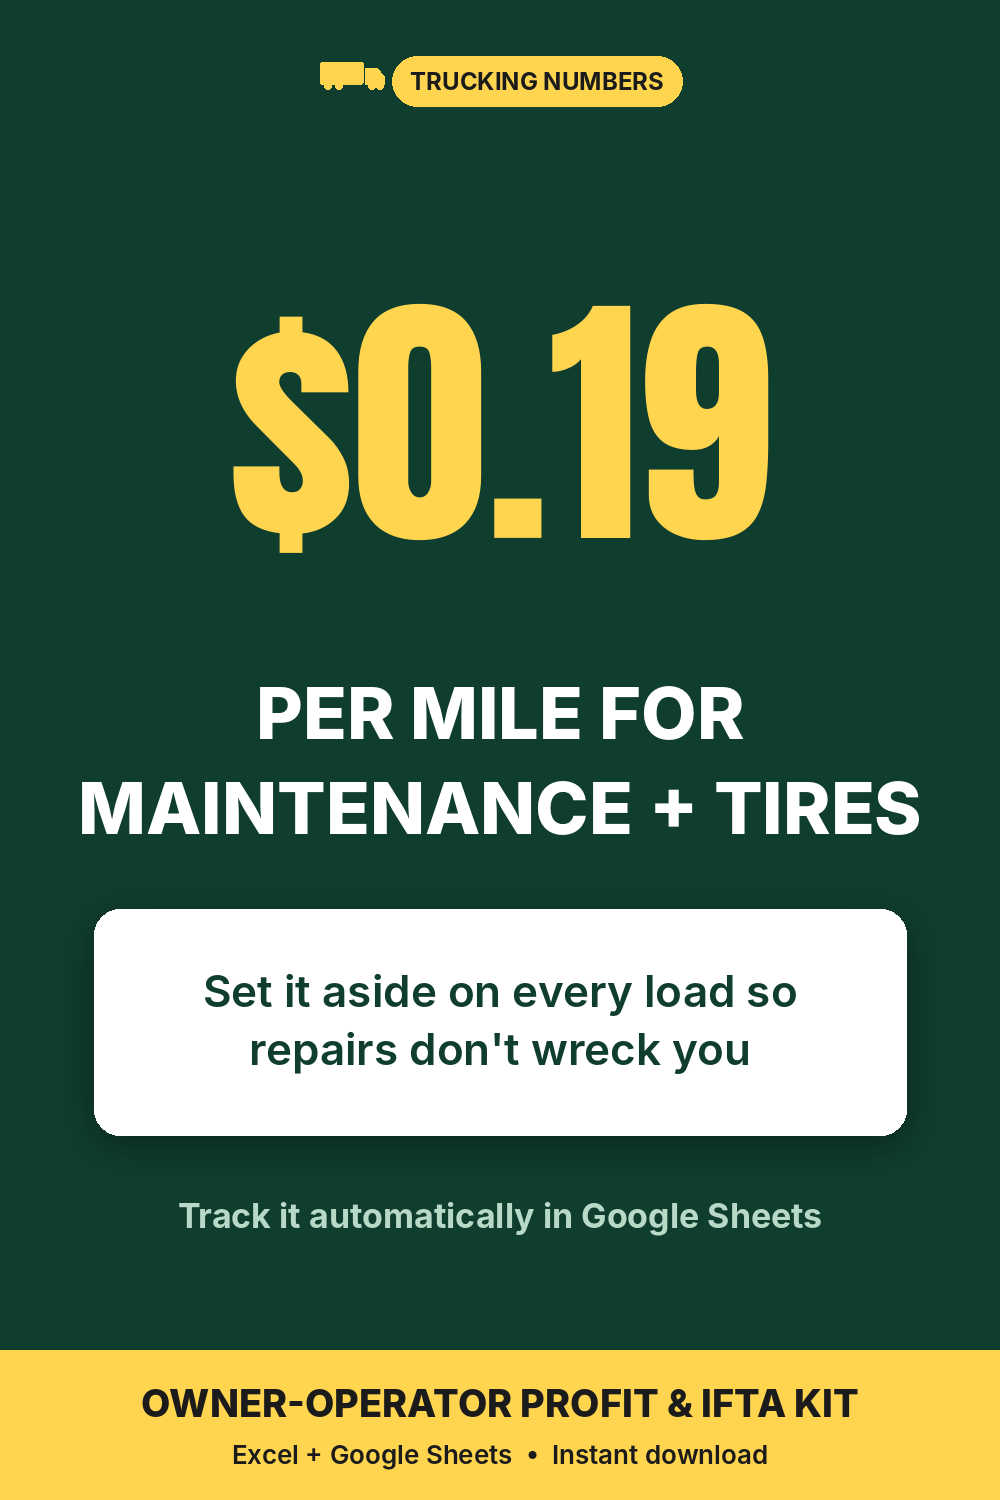 TRUCKING NUMBERS
$0.19
PER MILE FOR
MAINTENANCE + TIRES
Set it aside on every load so
repairs don't wreck you
Track it automatically in Google Sheets
OWNER-OPERATOR PROFIT & IFTA KIT
Excel + Google Sheets • Instant download